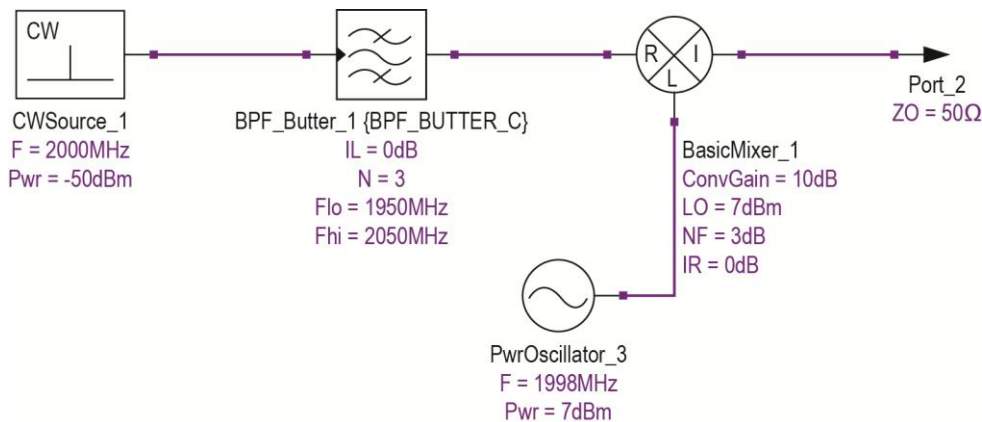 CW
CWSource_1
F = 2000MHz
Pwr = -50dBm
BPF_Butter_1 {BPF_BUTTER_C}
IL = 0dB
N = 3
Flo = 1950MHz
Fhi = 2050MHz
R
I
L
BasicMixer_1
ConvGain = 10dB
LO = 7dBm
NF = 3dB
IR = 0dB
Port_2
ZO = 50Ω
PwrOscillator_3
F = 1998MHz
Pwr = 7dBm